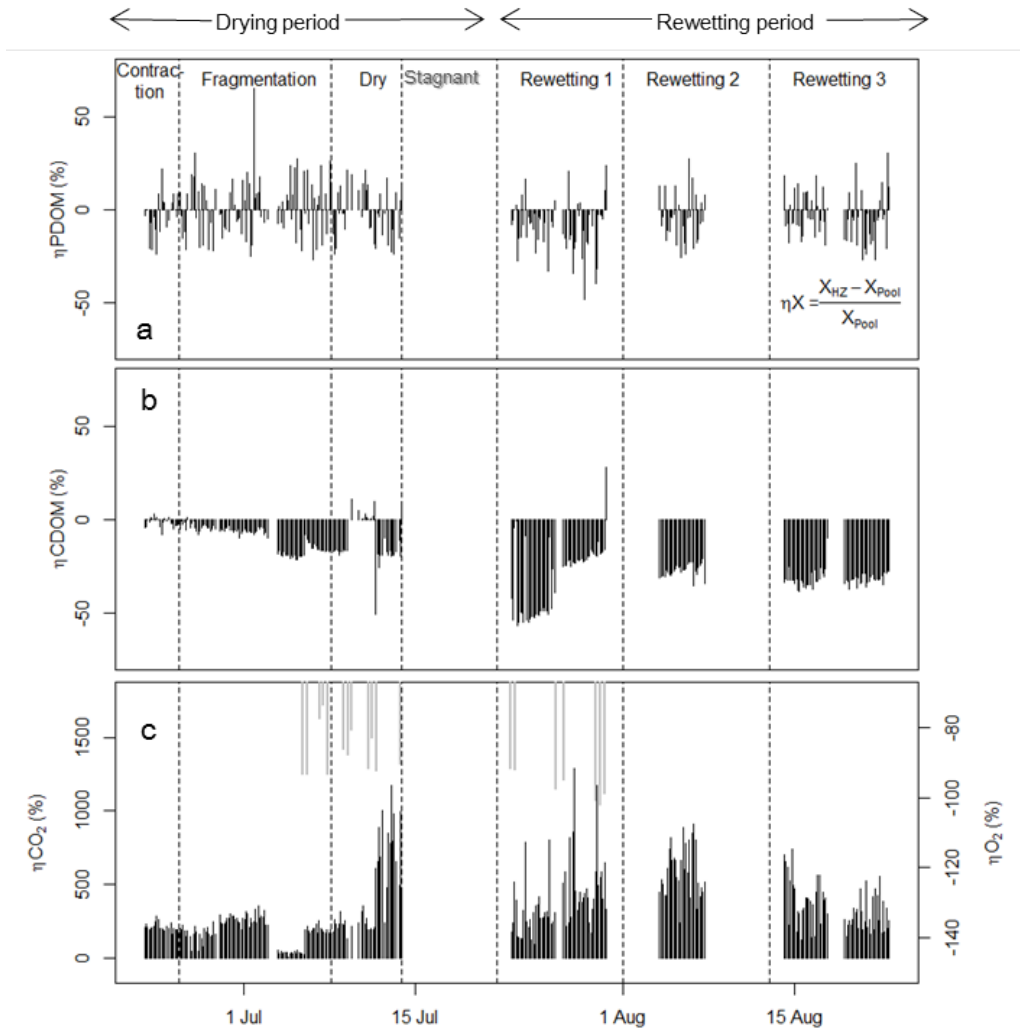 Drying period
Rewetting period
Contrac-
tion
Fragmentation
Dry
Stagnant
Rewetting 1
Rewetting 2
Rewetting 3
ηPDOM (%)
50
0
-50
a
ηX = (X_HZ − X_Pool) / X_Pool
ηCDOM (%)
50
0
-50
b
ηCO₂ (%)
1500
1000
500
0
c
-80
-100
-120
-140
ηO₂ (%)
1 Jul
15 Jul
1 Aug
15 Aug